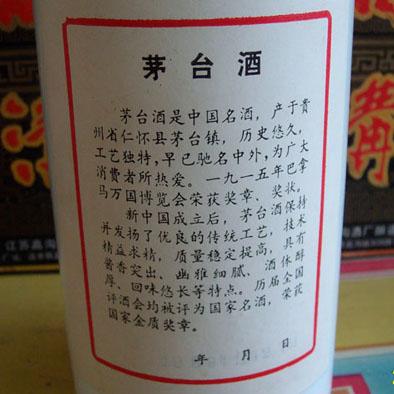 茅台酒
茅台酒是中国名酒，产于贵
州省仁怀县茅台镇，历史悠久，
工艺独特，早已驰名中外，为广大
消费者所热爱。一九一五年巴拿
马万国博览会荣获奖章、奖状。
新中国成立后，茅台酒保持
并发扬了优良的传统工艺，技术
精益求精，质量稳定提高，具有
酱香突出、幽雅细腻、酒体醇
厚、回味悠长等特点。历届全国
评酒会均被评为国家名酒，荣获
国家金质奖章。
年 月 日